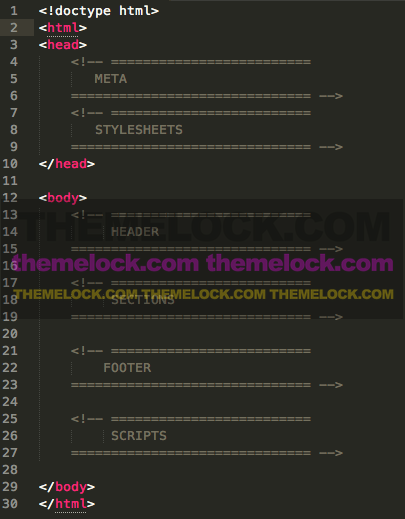 1 <!doctype html>
2 <html>
3 <head>
4 <!-- =========================
5 META
6 ============================== -->
7 <!-- =========================
8 STYLESHEETS
9 ============================== -->
10 </head>
11
12 <body>
13 <!-- =========================
THEMELOCK.COM
14 HEADER
15 ============================== -->
16 themelock.com themelock.com
17 <!-- =========================
THEMELOCK.COM THEMELOCK.COM THEMELOCK.COM
18 SECTIONS
19 ============================== -->
20
21 <!-- =========================
22 FOOTER
23 ============================== -->
24
25 <!-- =========================
26 SCRIPTS
27 ============================== -->
28
29 </body>
30 </html>